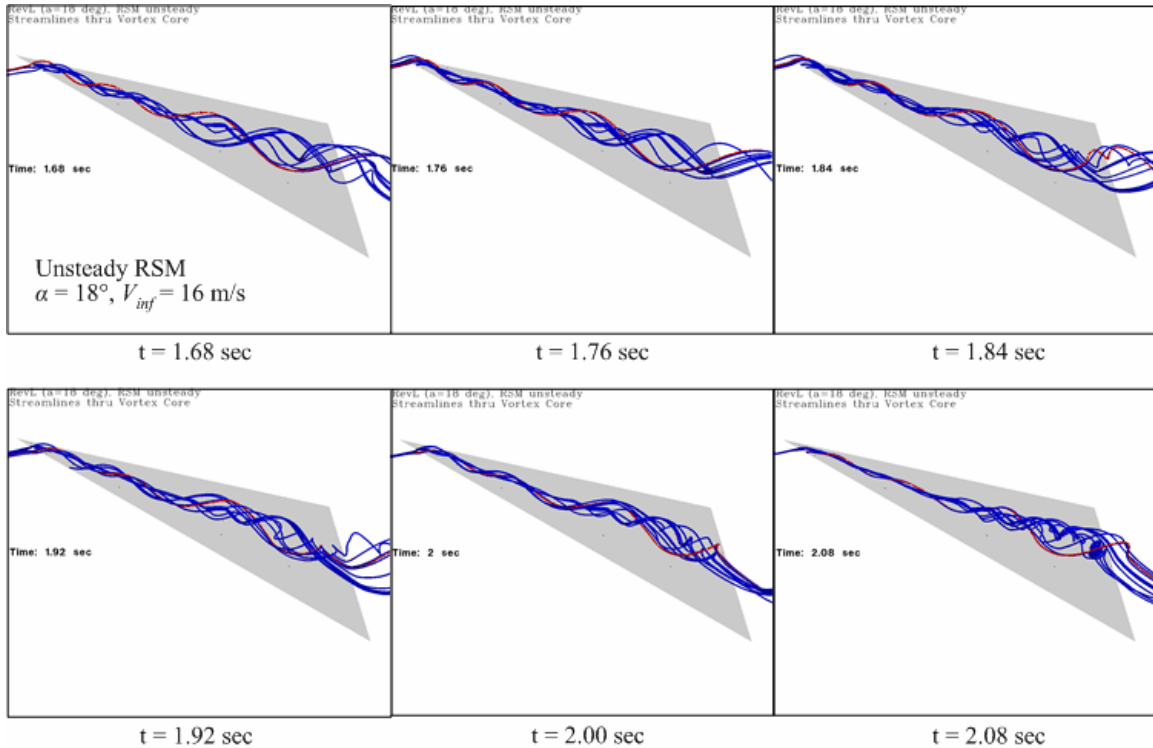 RevL (a=18 deg), RSM unsteady
Streamlines thru Vortex Core
Time: 1.68 sec
Unsteady RSM
α = 18°, V_inf = 16 m/s
t = 1.68 sec
RevL (a=18 deg), RSM unsteady
Streamlines thru Vortex Core
Time: 1.76 sec
t = 1.76 sec
RevL (a=18 deg), RSM unsteady
Streamlines thru Vortex Core
Time: 1.84 sec
t = 1.84 sec
RevL (a=18 deg), RSM unsteady
Streamlines thru Vortex Core
Time: 1.92 sec
t = 1.92 sec
RevL (a=18 deg), RSM unsteady
Streamlines thru Vortex Core
Time: 2 sec
t = 2.00 sec
RevL (a=18 deg), RSM unsteady
Streamlines thru Vortex Core
Time: 2.08 sec
t = 2.08 sec